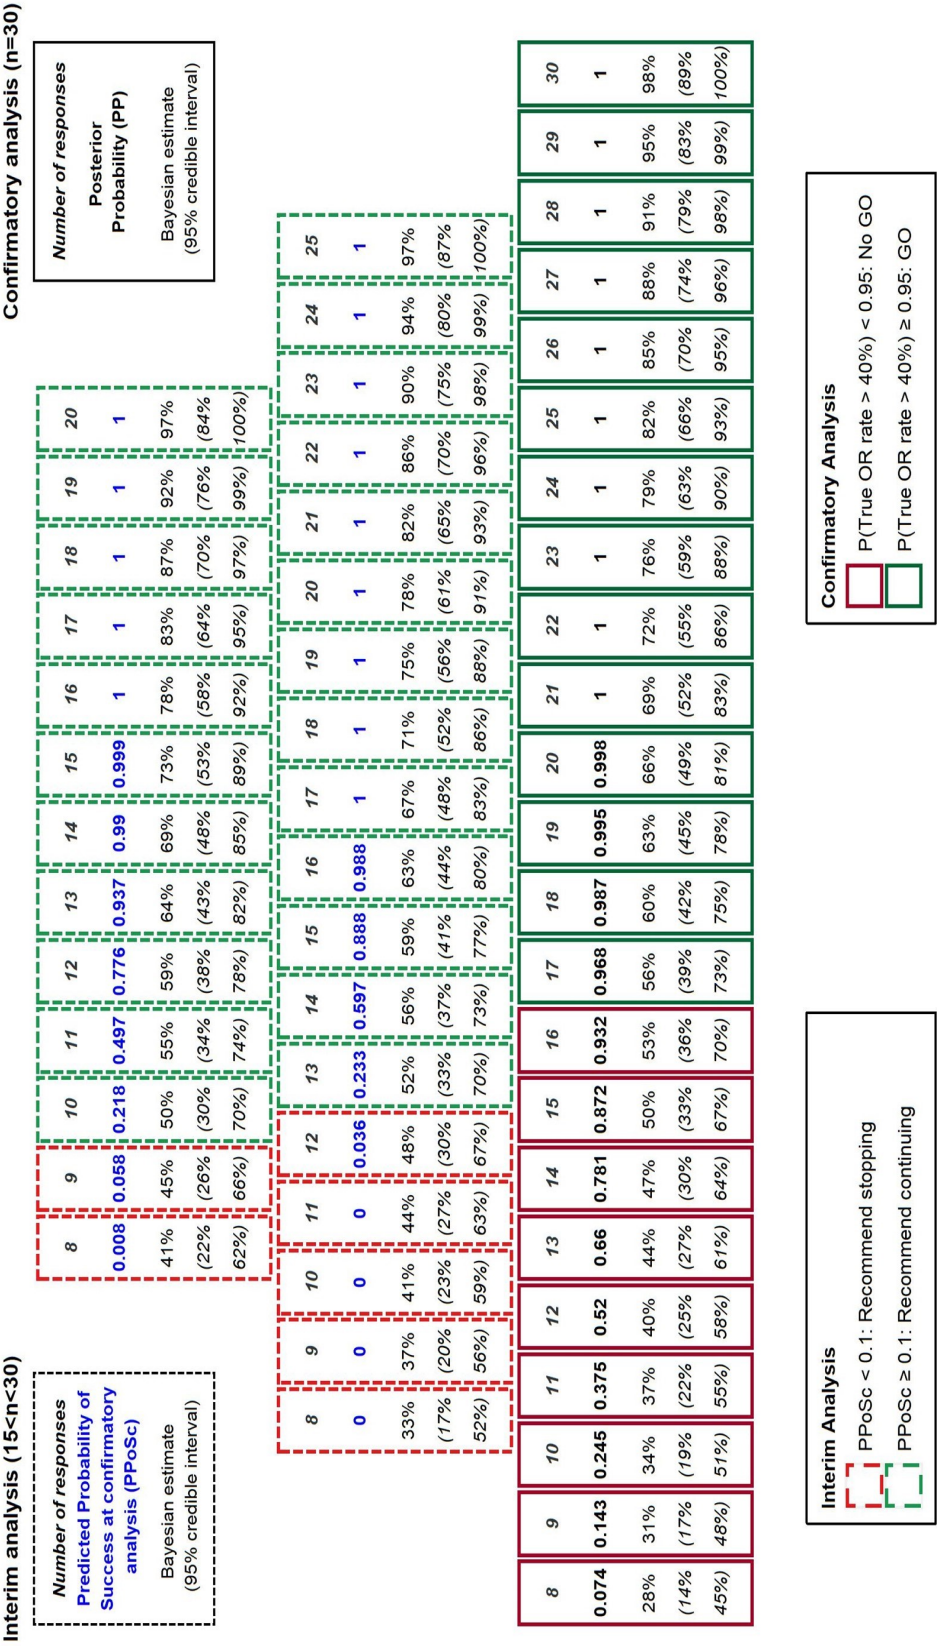 Interim analysis (15<n<30)
Confirmatory analysis (n=30)
Number of responses
Predicted Probability of
Success at confirmatory
analysis (PPoSc)
Bayesian estimate
(95% credible interval)
Number of responses
Posterior
Probability (PP)
Bayesian estimate
(95% credible interval)
8 9 10 11 12 13 14 15 16 17 18 19 20
0.008 0.058 0.218 0.497 0.776 0.937 0.99 0.999 1 1 1 1 1
41% 45% 50% 55% 59% 64% 69% 73% 78% 83% 87% 92% 97%
(22% (26% (30% (34% (38% (43% (48% (53% (58% (64% (70% (76% (84%
62%) 66%) 70%) 74%) 78%) 82%) 85%) 89%) 92%) 95%) 97%) 99%) 100%)
8 9 10 11 12 13 14 15 16 17 18 19 20 21 22 23 24 25
0 0 0 0 0.036 0.233 0.597 0.888 0.988 1 1 1 1 1 1 1 1 1
33% 37% 41% 44% 48% 52% 56% 59% 63% 67% 71% 75% 78% 82% 86% 90% 94% 97%
(17% (20% (23% (27% (30% (33% (37% (41% (44% (48% (52% (56% (61% (65% (70% (75% (80% (87%
52%) 56%) 59%) 63%) 67%) 70%) 73%) 77%) 80%) 83%) 86%) 88%) 91%) 93%) 96%) 98%) 99%) 100%)
8 9 10 11 12 13 14 15 16 17 18 19 20 21 22 23 24 25 26 27 28 29 30
0.074 0.143 0.245 0.375 0.52 0.66 0.781 0.872 0.932 0.968 0.987 0.995 0.998 1 1 1 1 1 1 1 1 1 1
28% 31% 34% 37% 40% 44% 47% 50% 53% 56% 60% 63% 66% 69% 72% 76% 79% 82% 85% 88% 91% 95% 98%
(14% (17% (19% (22% (25% (27% (30% (33% (36% (39% (42% (45% (49% (52% (55% (59% (63% (66% (70% (74% (79% (83% (89%
45%) 48%) 51%) 55%) 58%) 61%) 64%) 67%) 70%) 73%) 75%) 78%) 81%) 83%) 86%) 88%) 90%) 93%) 95%) 96%) 98%) 99%) 100%)
Interim Analysis
PPoSc < 0.1: Recommend stopping
PPoSc ≥ 0.1: Recommend continuing
Confirmatory Analysis
P(True OR rate > 40%) < 0.95: No GO
P(True OR rate > 40%) ≥ 0.95: GO